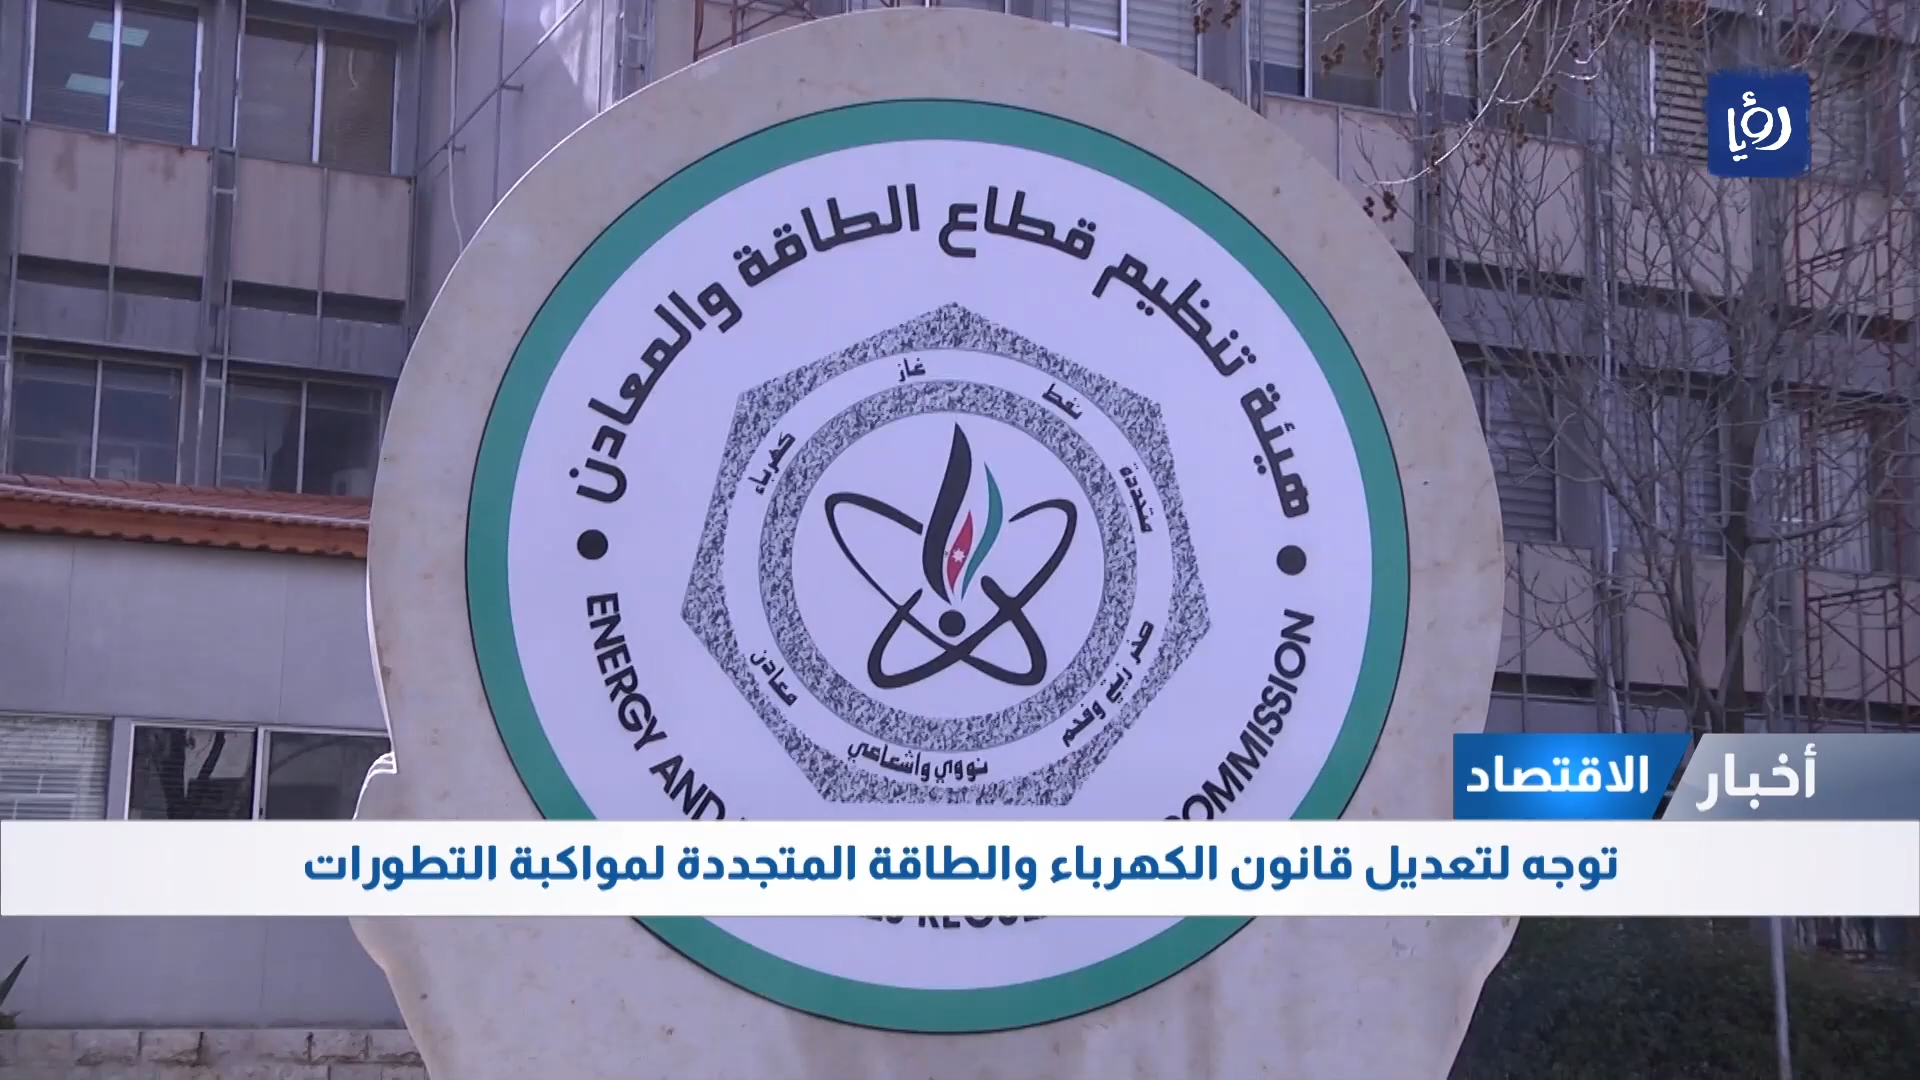 رؤيا
هيئة تنظيم قطاع الطاقة والمعادن
غاز
نفط
كهرباء
متجددة
صخر زيتي وفحم
معادن
نووي وإشعاعي
ENERGY AND
COMMISSION
أخبار الاقتصاد
توجه لتعديل قانون الكهرباء والطاقة المتجددة لمواكبة التطورات